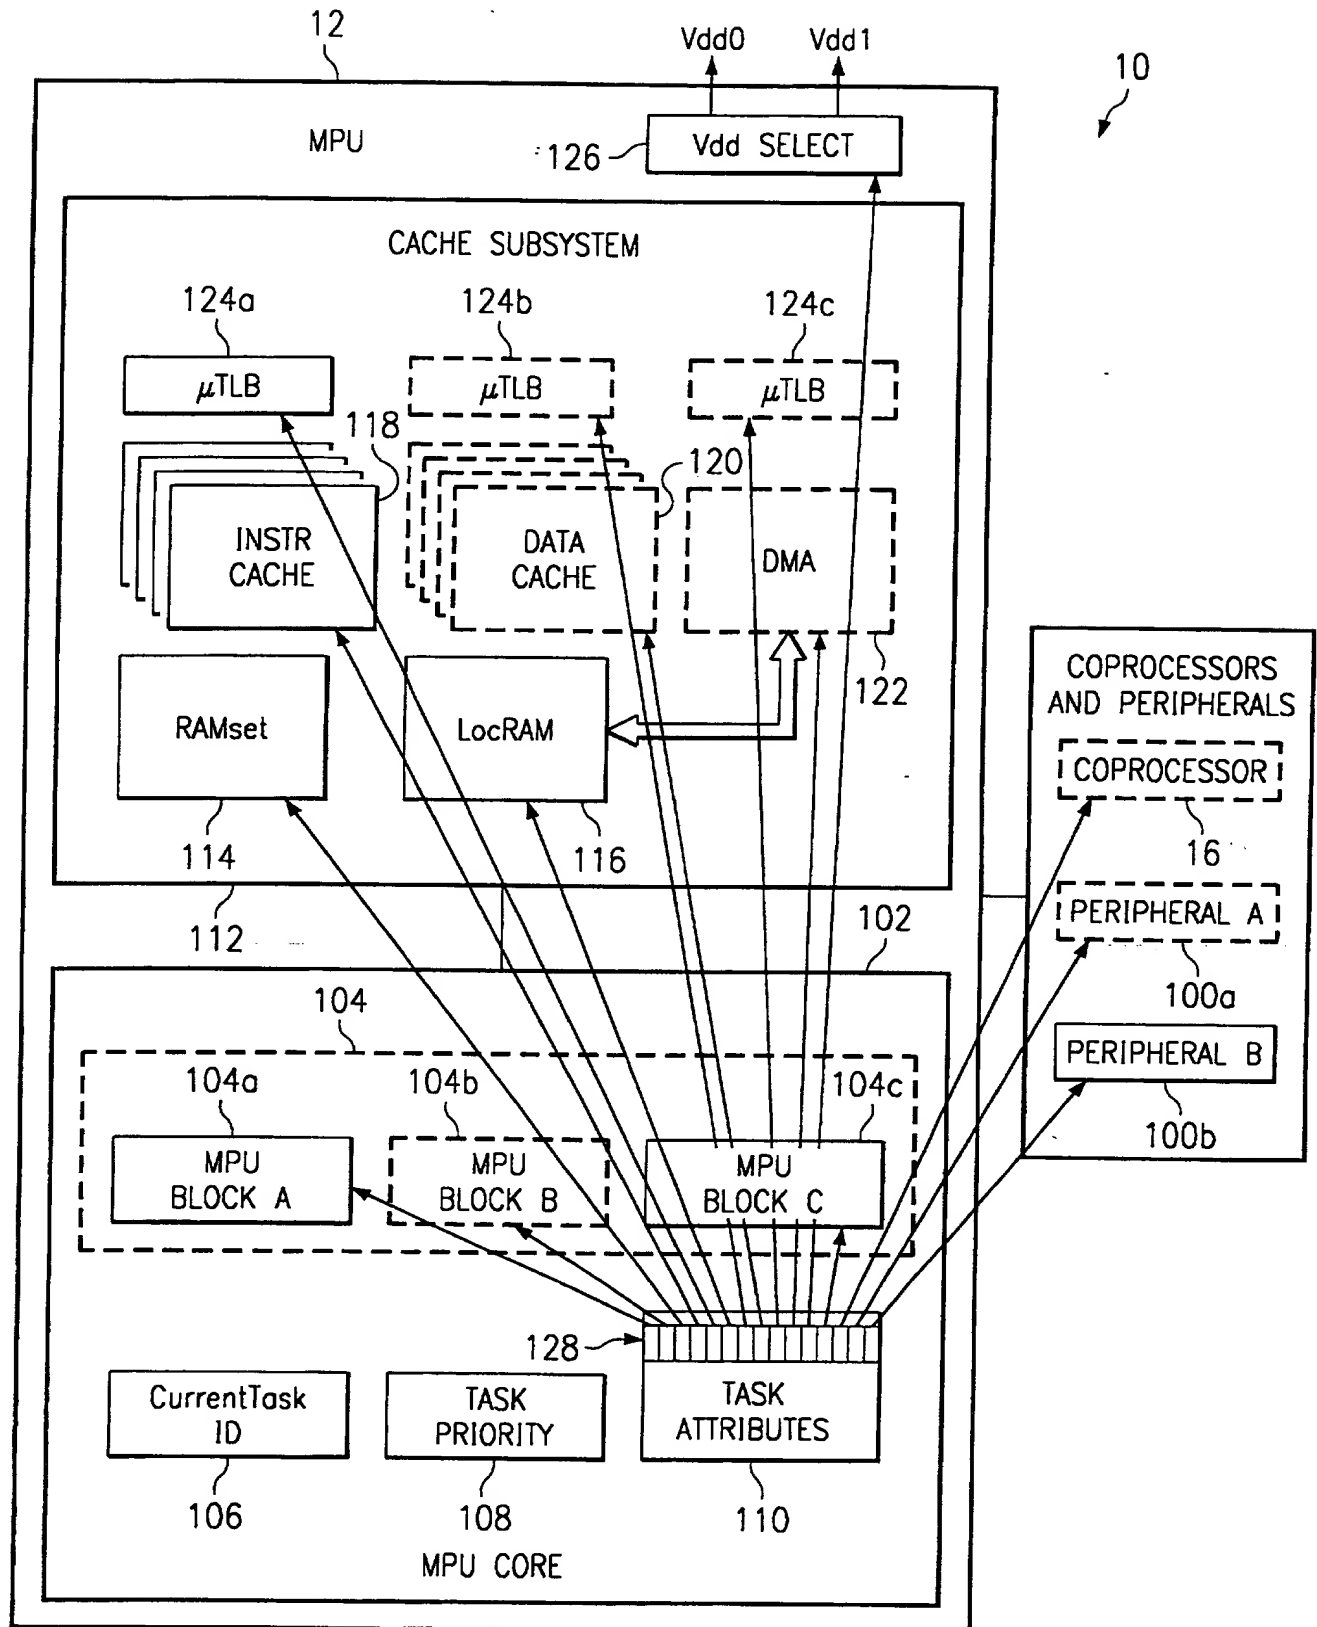 12
Vdd0
Vdd1
10
MPU
126
Vdd SELECT
CACHE SUBSYSTEM
124a
124b
124c
μTLB
μTLB
μTLB
118
120
INSTR
CACHE
DATA
CACHE
DMA
122
RAMset
LocRAM
114
116
112
COPROCESSORS
AND PERIPHERALS
COPROCESSOR
16
PERIPHERAL A
100a
PERIPHERAL B
100b
102
104
104a
104b
104c
MPU
BLOCK A
MPU
BLOCK B
MPU
BLOCK C
128
CurrentTask
ID
TASK
PRIORITY
TASK
ATTRIBUTES
106
108
110
MPU CORE